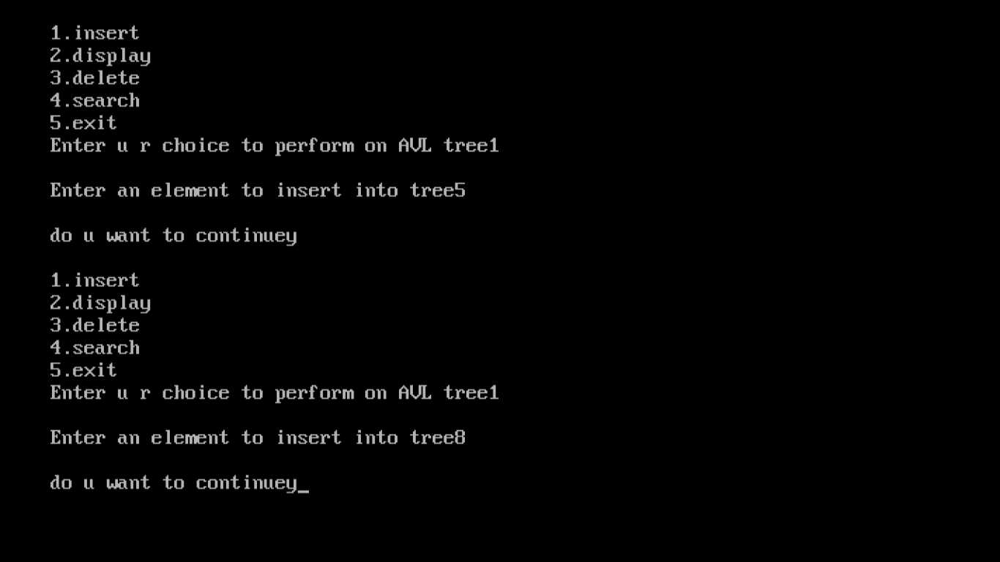 1.insert
2.display
3.delete
4.search
5.exit
Enter u r choice to perform on AVL tree1
Enter an element to insert into tree5
do u want to continuey
1.insert
2.display
3.delete
4.search
5.exit
Enter u r choice to perform on AVL tree1
Enter an element to insert into tree8
do u want to continuey_